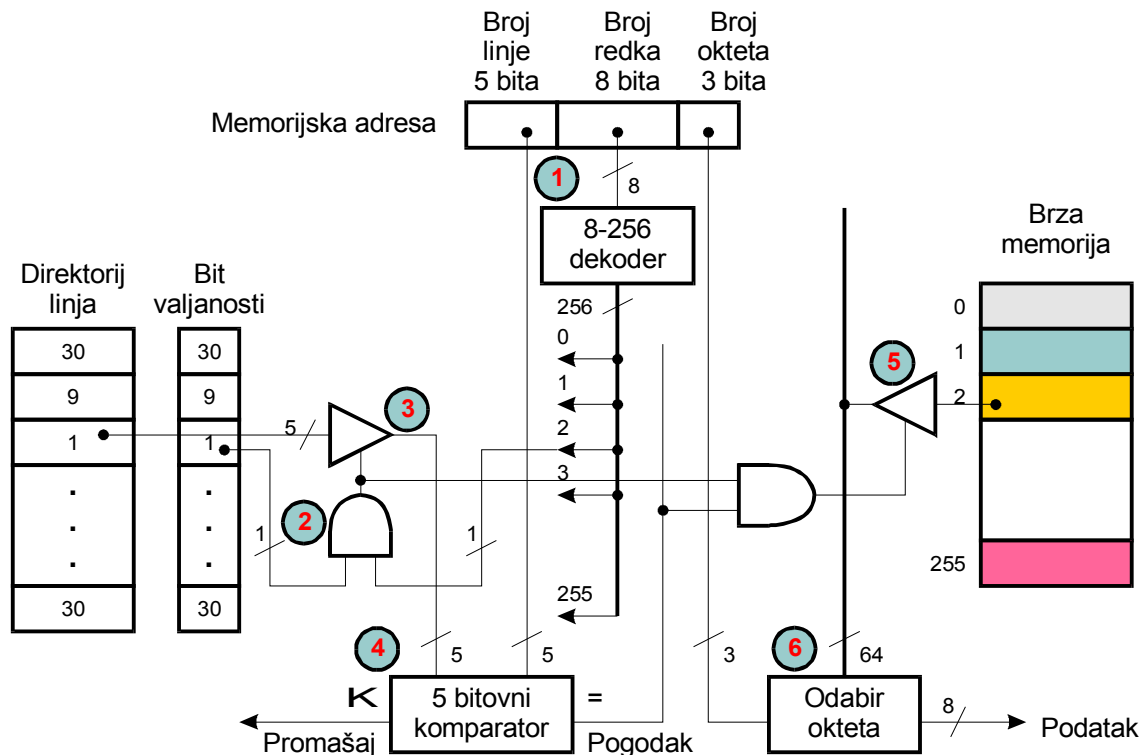 Broj
linje
5 bita
Broj
redka
8 bita
Broj
okteta
3 bita
Memorijska adresa
1
8
8-256
dekoder
256
Direktorij
linja
Bit
valjanosti
Brza
memorija
30
9
1
.
.
.
30
30
9
1
.
.
.
30
0
1
2
3
255
0
1
2
255
5
3
2
1
1
5
4
5
5
3
6
64
K
5 bitovni
komparator
=
Promašaj
Pogodak
Odabir
okteta
8
Podatak